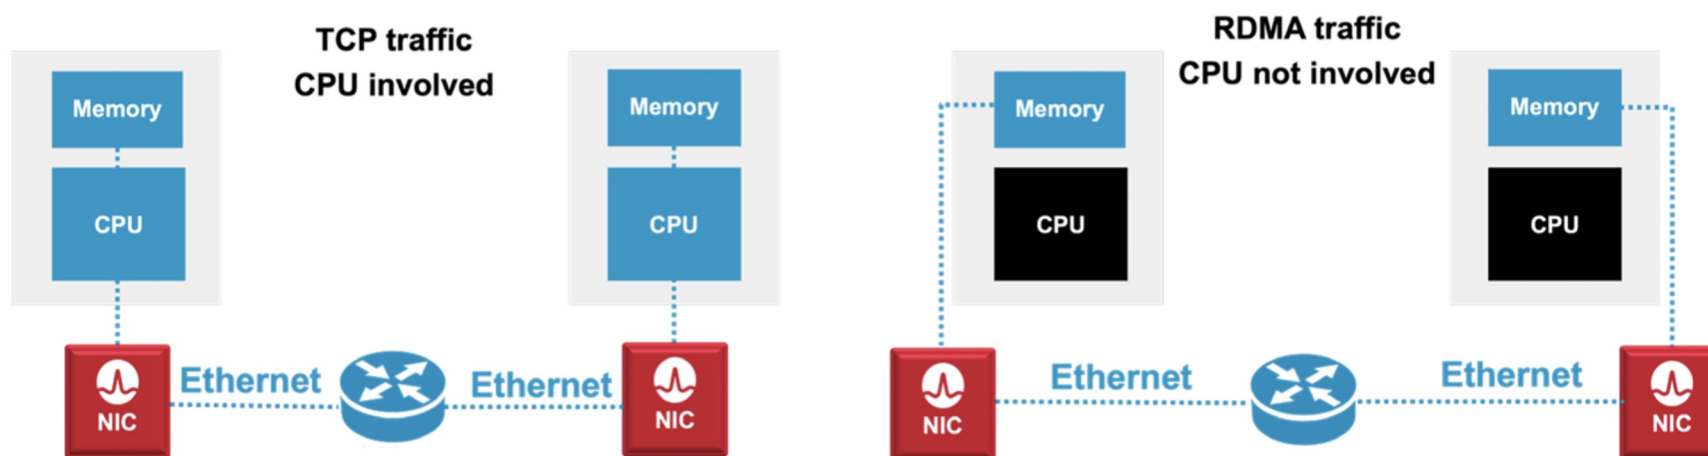 TCP traffic
CPU involved
Memory
Memory
CPU
CPU
NIC
Ethernet
Ethernet
NIC
RDMA traffic
CPU not involved
Memory
Memory
CPU
CPU
NIC
Ethernet
Ethernet
NIC